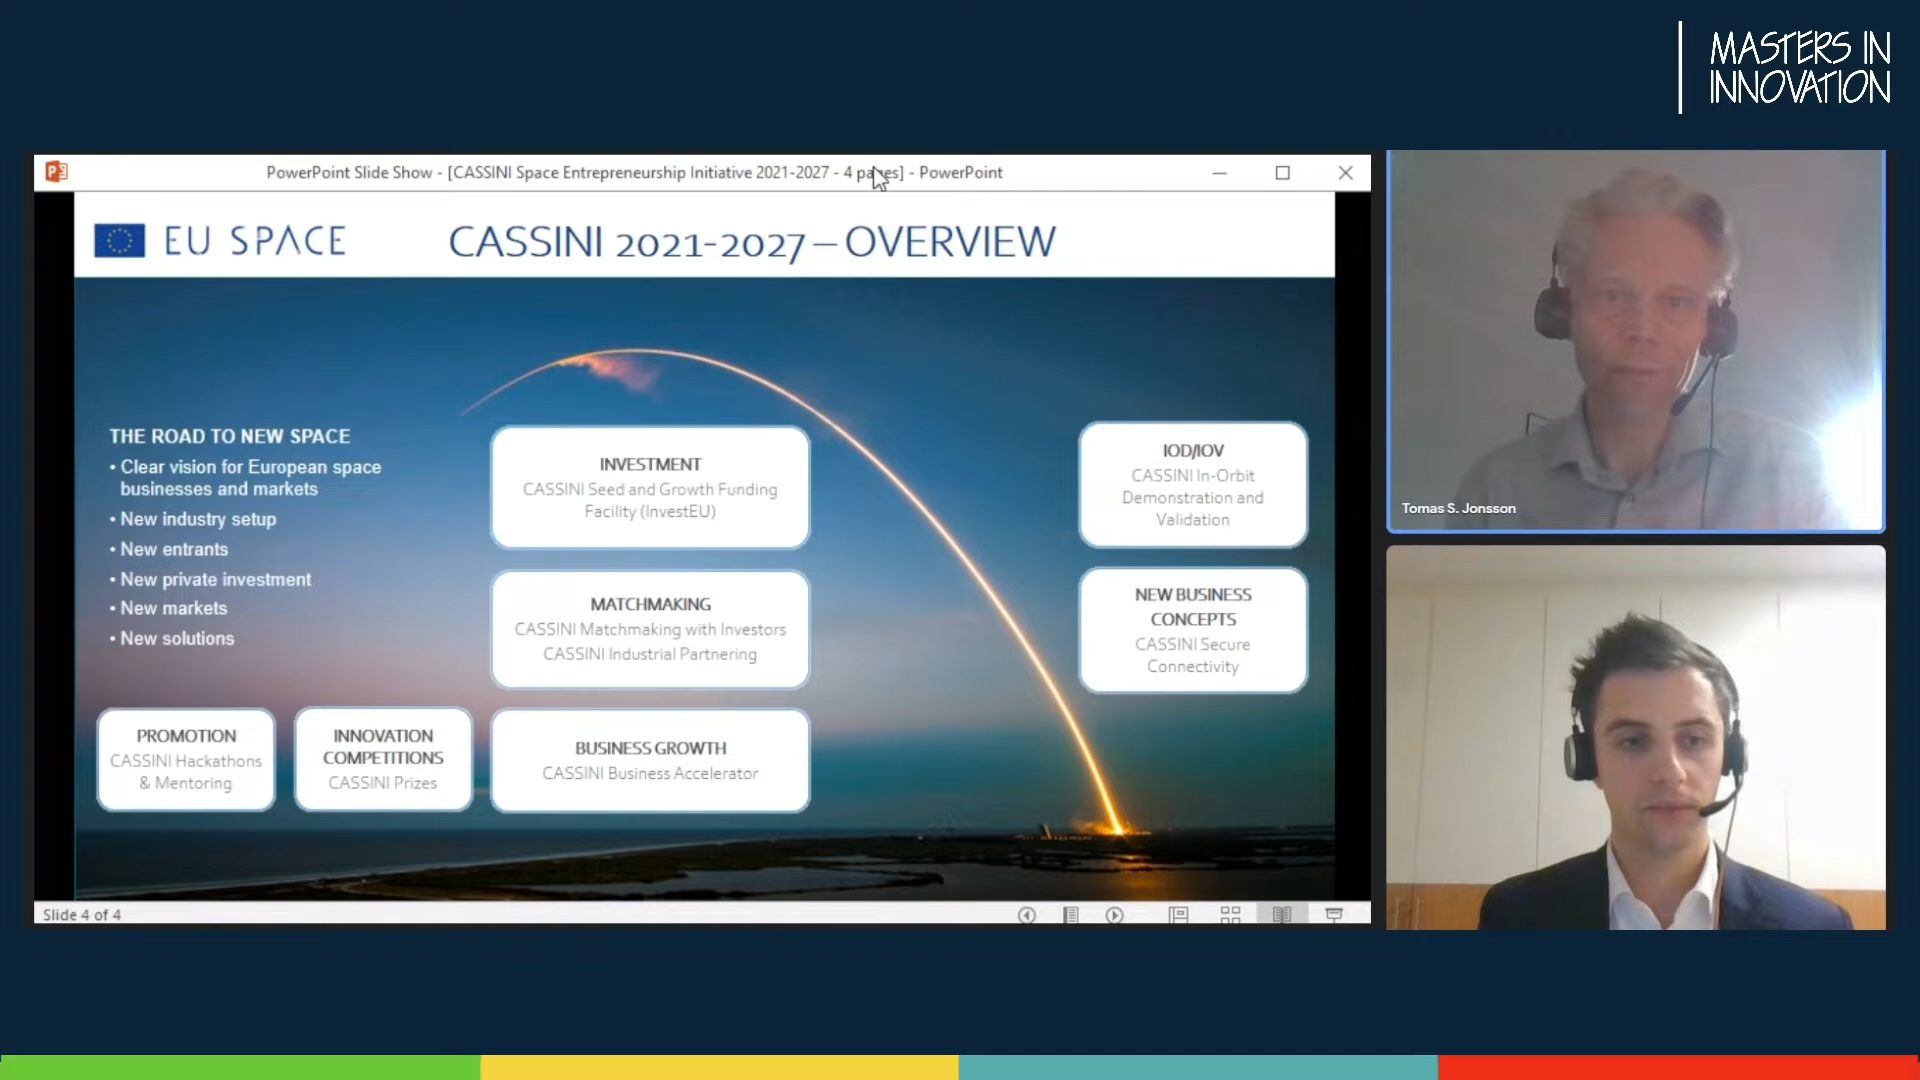 MASTERS IN
INNOVATION
PowerPoint Slide Show - [CASSINI Space Entrepreneurship Initiative 2021-2027 - 4 pages] - PowerPoint
EU SPACE
CASSINI 2021-2027 – OVERVIEW
THE ROAD TO NEW SPACE
• Clear vision for European space
businesses and markets
• New industry setup
• New entrants
• New private investment
• New markets
• New solutions
INVESTMENT
CASSINI Seed and Growth Funding
Facility (InvestEU)
MATCHMAKING
CASSINI Matchmaking with Investors
CASSINI Industrial Partnering
IOD/IOV
CASSINI In-Orbit
Demonstration and
Validation
NEW BUSINESS
CONCEPTS
CASSINI Secure
Connectivity
PROMOTION
CASSINI Hackathons
& Mentoring
INNOVATION
COMPETITIONS
CASSINI Prizes
BUSINESS GROWTH
CASSINI Business Accelerator
Slide 4 of 4
Tomas S. Jonsson